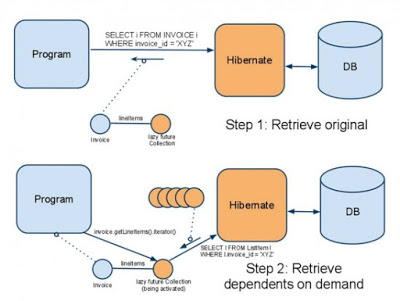 SELECT i FROM INVOICE i
WHERE invoice_id = 'XYZ'
Program
Hibernate
DB
lineItems
Invoice
lazy future
Collection
Step 1: Retrieve original
Program
Hibernate
DB
invoice.getLineItems().iterator()
SELECT l FROM ListItem l
WHERE l.invoice_id = 'XYZ'
lineItems
Invoice
lazy future Collection
(being activated)
Step 2: Retrieve
dependents on demand